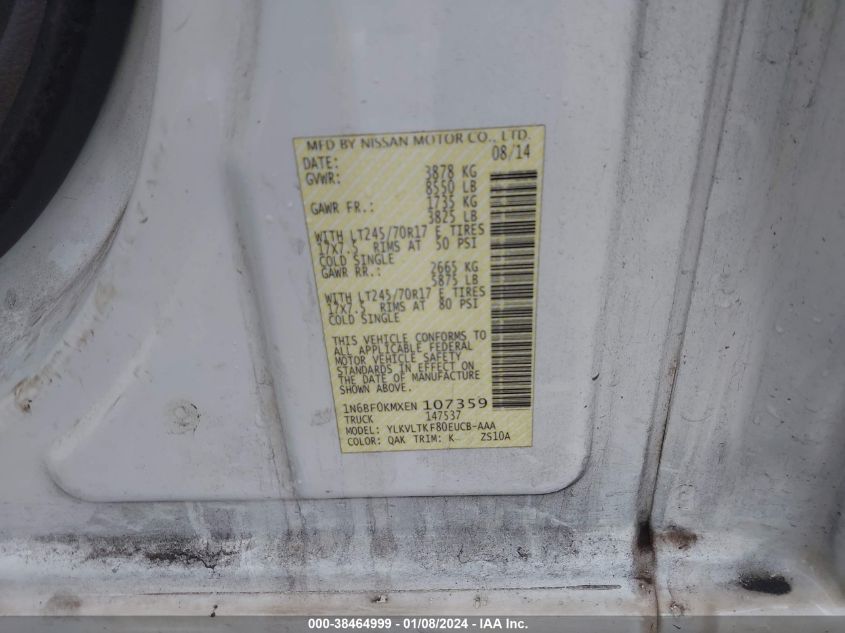 MFD BY NISSAN MOTOR CO., LTD.
DATE: 08/14
GVWR: 3878 KG
8550 LB
GAWR FR.: 1735 KG
3825 LB
WITH LT245/70R17 E TIRES
17X7.5 RIMS AT 50 PSI
COLD SINGLE
GAWR RR.: 2665 KG
5875 LB
WITH LT245/70R17 E TIRES
17X7.5 RIMS AT 80 PSI
COLD SINGLE
THIS VEHICLE CONFORMS TO
ALL APPLICABLE FEDERAL
MOTOR VEHICLE SAFETY
STANDARDS IN EFFECT ON
THE DATE OF MANUFACTURE
SHOWN ABOVE.
1N6BF0KMXEN 107359
TRUCK 147537
MODEL: YLKVLTKF80EUCB-AAA
COLOR: QAK TRIM: K ZS10A
000-38464999 - 01/08/2024 - IAAI.com